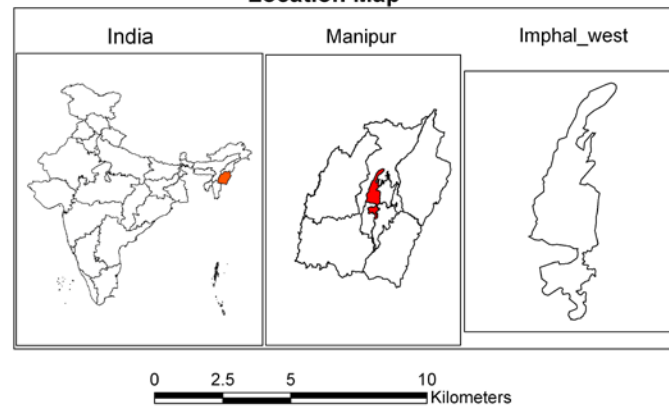 Location Map
India
Manipur
Imphal_west
0 2.5 5 10
Kilometers